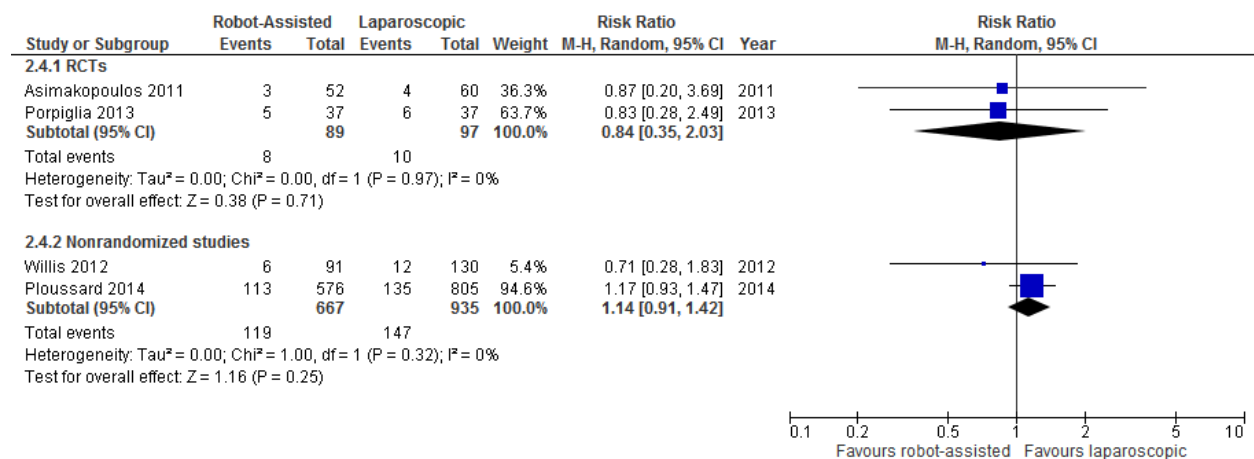 Robot-Assisted Laparoscopic Risk Ratio Risk Ratio
Study or Subgroup Events Total Events Total Weight M-H, Random, 95% CI Year M-H, Random, 95% CI
2.4.1 RCTs
Asimakopoulos 2011 3 52 4 60 36.3% 0.87 [0.20, 3.69] 2011
Porpiglia 2013 5 37 6 37 63.7% 0.83 [0.28, 2.49] 2013
Subtotal (95% CI) 89 97 100.0% 0.84 [0.35, 2.03]
Total events 8 10
Heterogeneity: Tau² = 0.00; Chi² = 0.00, df = 1 (P = 0.97); I² = 0%
Test for overall effect: Z = 0.38 (P = 0.71)
2.4.2 Nonrandomized studies
Willis 2012 6 91 12 130 5.4% 0.71 [0.28, 1.83] 2012
Ploussard 2014 113 576 135 805 94.6% 1.17 [0.93, 1.47] 2014
Subtotal (95% CI) 667 935 100.0% 1.14 [0.91, 1.42]
Total events 119 147
Heterogeneity: Tau² = 0.00; Chi² = 1.00, df = 1 (P = 0.32); I² = 0%
Test for overall effect: Z = 1.16 (P = 0.25)
0.1 0.2 0.5 1 2 5 10
Favours robot-assisted Favours laparoscopic